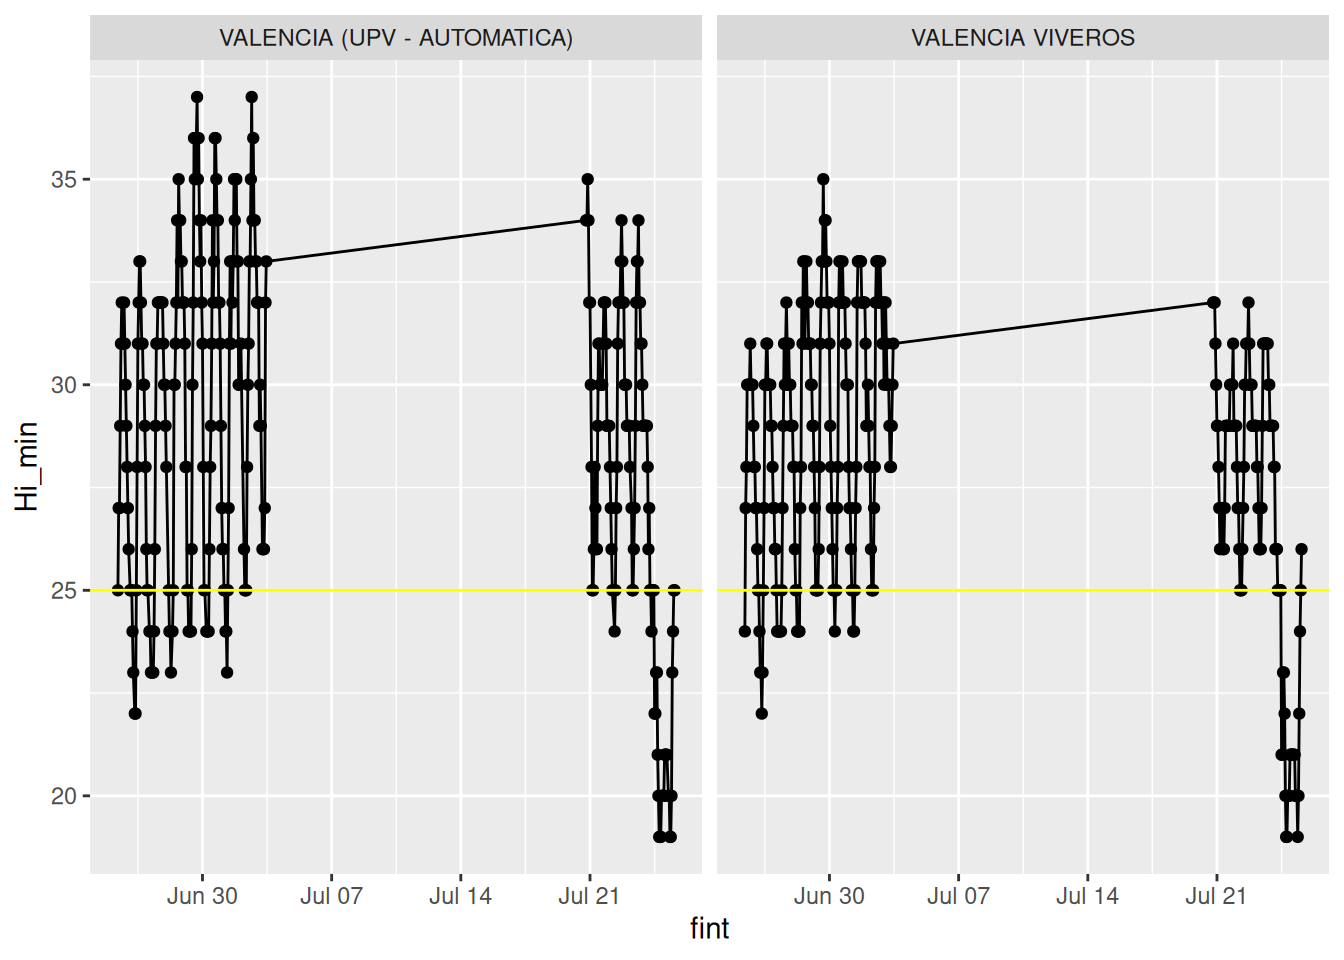 VALENCIA (UPV - AUTOMATICA)
VALENCIA VIVEROS
Hi_min
35
30
25
20
Jun 30 Jul 07 Jul 14 Jul 21
Jun 30 Jul 07 Jul 14 Jul 21
fint